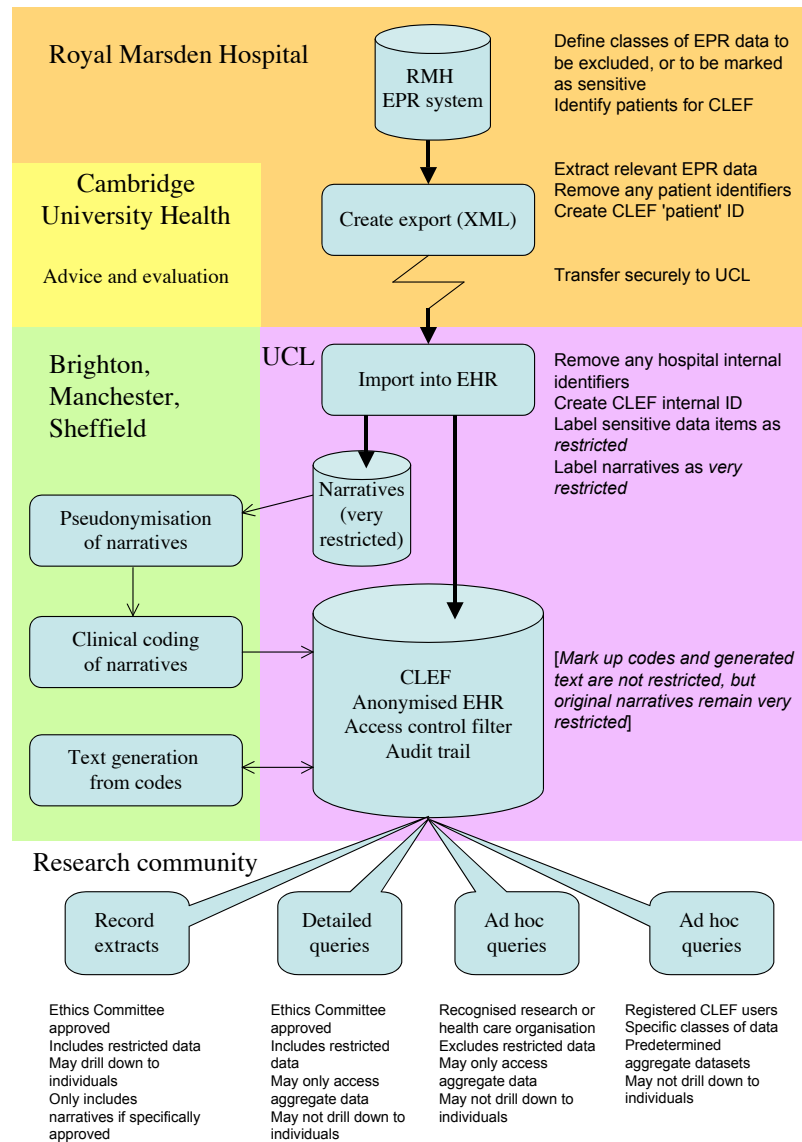 Royal Marsden Hospital
RMH
EPR system
Define classes of EPR data to
be excluded, or to be marked
as sensitive
Identify patients for CLEF
Cambridge
University Health
Advice and evaluation
Create export (XML)
Extract relevant EPR data
Remove any patient identifiers
Create CLEF 'patient' ID
Transfer securely to UCL
Brighton,
Manchester,
Sheffield
UCL
Import into EHR
Remove any hospital internal
identifiers
Create CLEF internal ID
Label sensitive data items as
restricted
Label narratives as very
restricted
Narratives
(very
restricted)
Pseudonymisation
of narratives
Clinical coding
of narratives
Text generation
from codes
CLEF
Anonymised EHR
Access control filter
Audit trail
[Mark up codes and generated
text are not restricted, but
original narratives remain very
restricted]
Research community
Record
extracts
Detailed
queries
Ad hoc
queries
Ad hoc
queries
Ethics Committee
approved
Includes restricted data
May drill down to
individuals
Only includes
narratives if specifically
approved
Ethics Committee
approved
Includes restricted
data
May only access
aggregate data
May not drill down to
individuals
Recognised research or
health care organisation
Excludes restricted data
May only access
aggregate data
May not drill down to
individuals
Registered CLEF users
Specific classes of data
Predetermined
aggregate datasets
May not drill down to
individuals